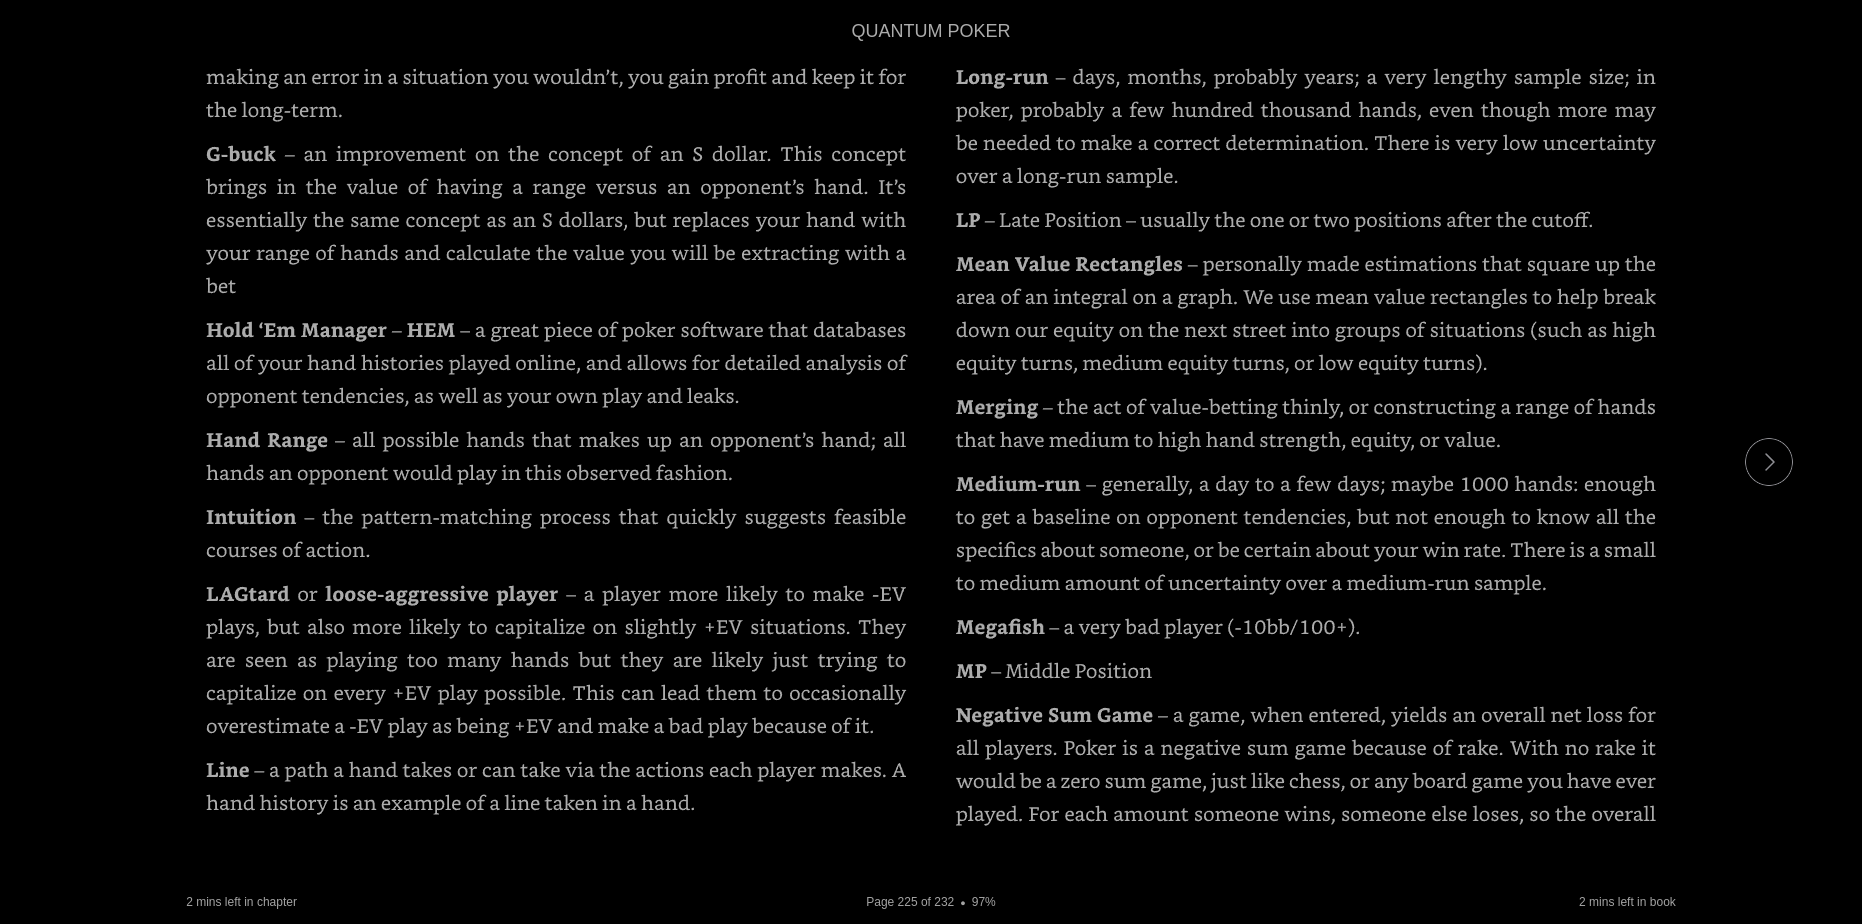 QUANTUM POKER
making an error in a situation you wouldn’t, you gain profit and keep it for
the long-term.
G-buck – an improvement on the concept of an S dollar. This concept
brings in the value of having a range versus an opponent’s hand. It’s
essentially the same concept as an S dollars, but replaces your hand with
your range of hands and calculate the value you will be extracting with a
bet
Hold ‘Em Manager – HEM – a great piece of poker software that databases
all of your hand histories played online, and allows for detailed analysis of
opponent tendencies, as well as your own play and leaks.
Hand Range – all possible hands that makes up an opponent’s hand; all
hands an opponent would play in this observed fashion.
Intuition – the pattern-matching process that quickly suggests feasible
courses of action.
LAGtard or loose-aggressive player – a player more likely to make -EV
plays, but also more likely to capitalize on slightly +EV situations. They
are seen as playing too many hands but they are likely just trying to
capitalize on every +EV play possible. This can lead them to occasionally
overestimate a -EV play as being +EV and make a bad play because of it.
Line – a path a hand takes or can take via the actions each player makes. A
hand history is an example of a line taken in a hand.
Long-run – days, months, probably years; a very lengthy sample size; in
poker, probably a few hundred thousand hands, even though more may
be needed to make a correct determination. There is very low uncertainty
over a long-run sample.
LP – Late Position – usually the one or two positions after the cutoff.
Mean Value Rectangles – personally made estimations that square up the
area of an integral on a graph. We use mean value rectangles to help break
down our equity on the next street into groups of situations (such as high
equity turns, medium equity turns, or low equity turns).
Merging – the act of value-betting thinly, or constructing a range of hands
that have medium to high hand strength, equity, or value.
Medium-run – generally, a day to a few days; maybe 1000 hands: enough
to get a baseline on opponent tendencies, but not enough to know all the
specifics about someone, or be certain about your win rate. There is a small
to medium amount of uncertainty over a medium-run sample.
Megafish – a very bad player (-10bb/100+).
MP – Middle Position
Negative Sum Game – a game, when entered, yields an overall net loss for
all players. Poker is a negative sum game because of rake. With no rake it
would be a zero sum game, just like chess, or any board game you have ever
played. For each amount someone wins, someone else loses, so the overall
2 mins left in chapter
Page 225 of 232 • 97%
2 mins left in book